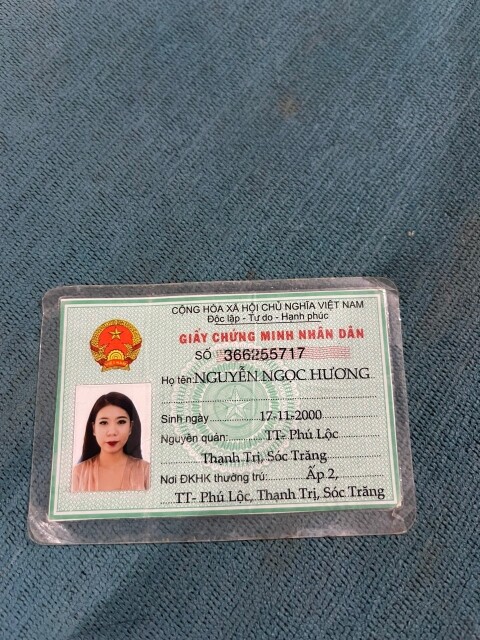 CỘNG HÒA XÃ HỘI CHỦ NGHĨA VIỆT NAM
Độc lập - Tự do - Hạnh phúc
GIẤY CHỨNG MINH NHÂN DÂN
SỐ 366255717
Họ tên: NGUYỄN NGỌC HƯƠNG
Sinh ngày 17-11-2000
Nguyên quán: TT- Phú Lộc
Thạnh Trị, Sóc Trăng
Nơi ĐKHK thường trú: Ấp 2,
TT- Phú Lộc, Thạnh Trị, Sóc Trăng